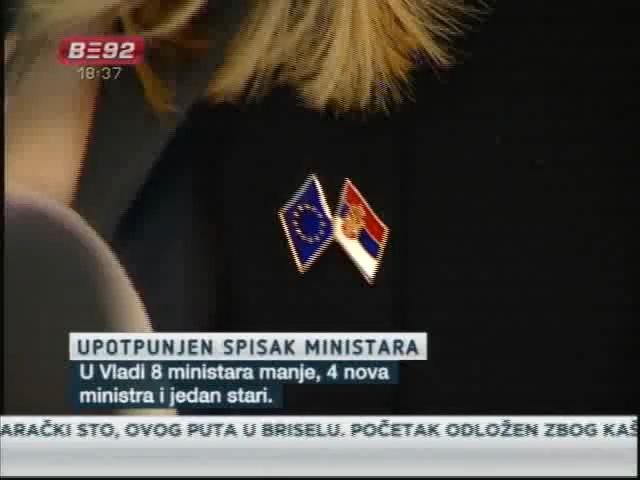 B92
18:37
UPOTPUNJEN SPISAK MINISTARA
U Vladi 8 ministara manje, 4 nova
ministra i jedan stari.
ARAČKI STO, OVOG PUTA U BRISELU. POČETAK ODLOŽEN ZBOG KAŠ